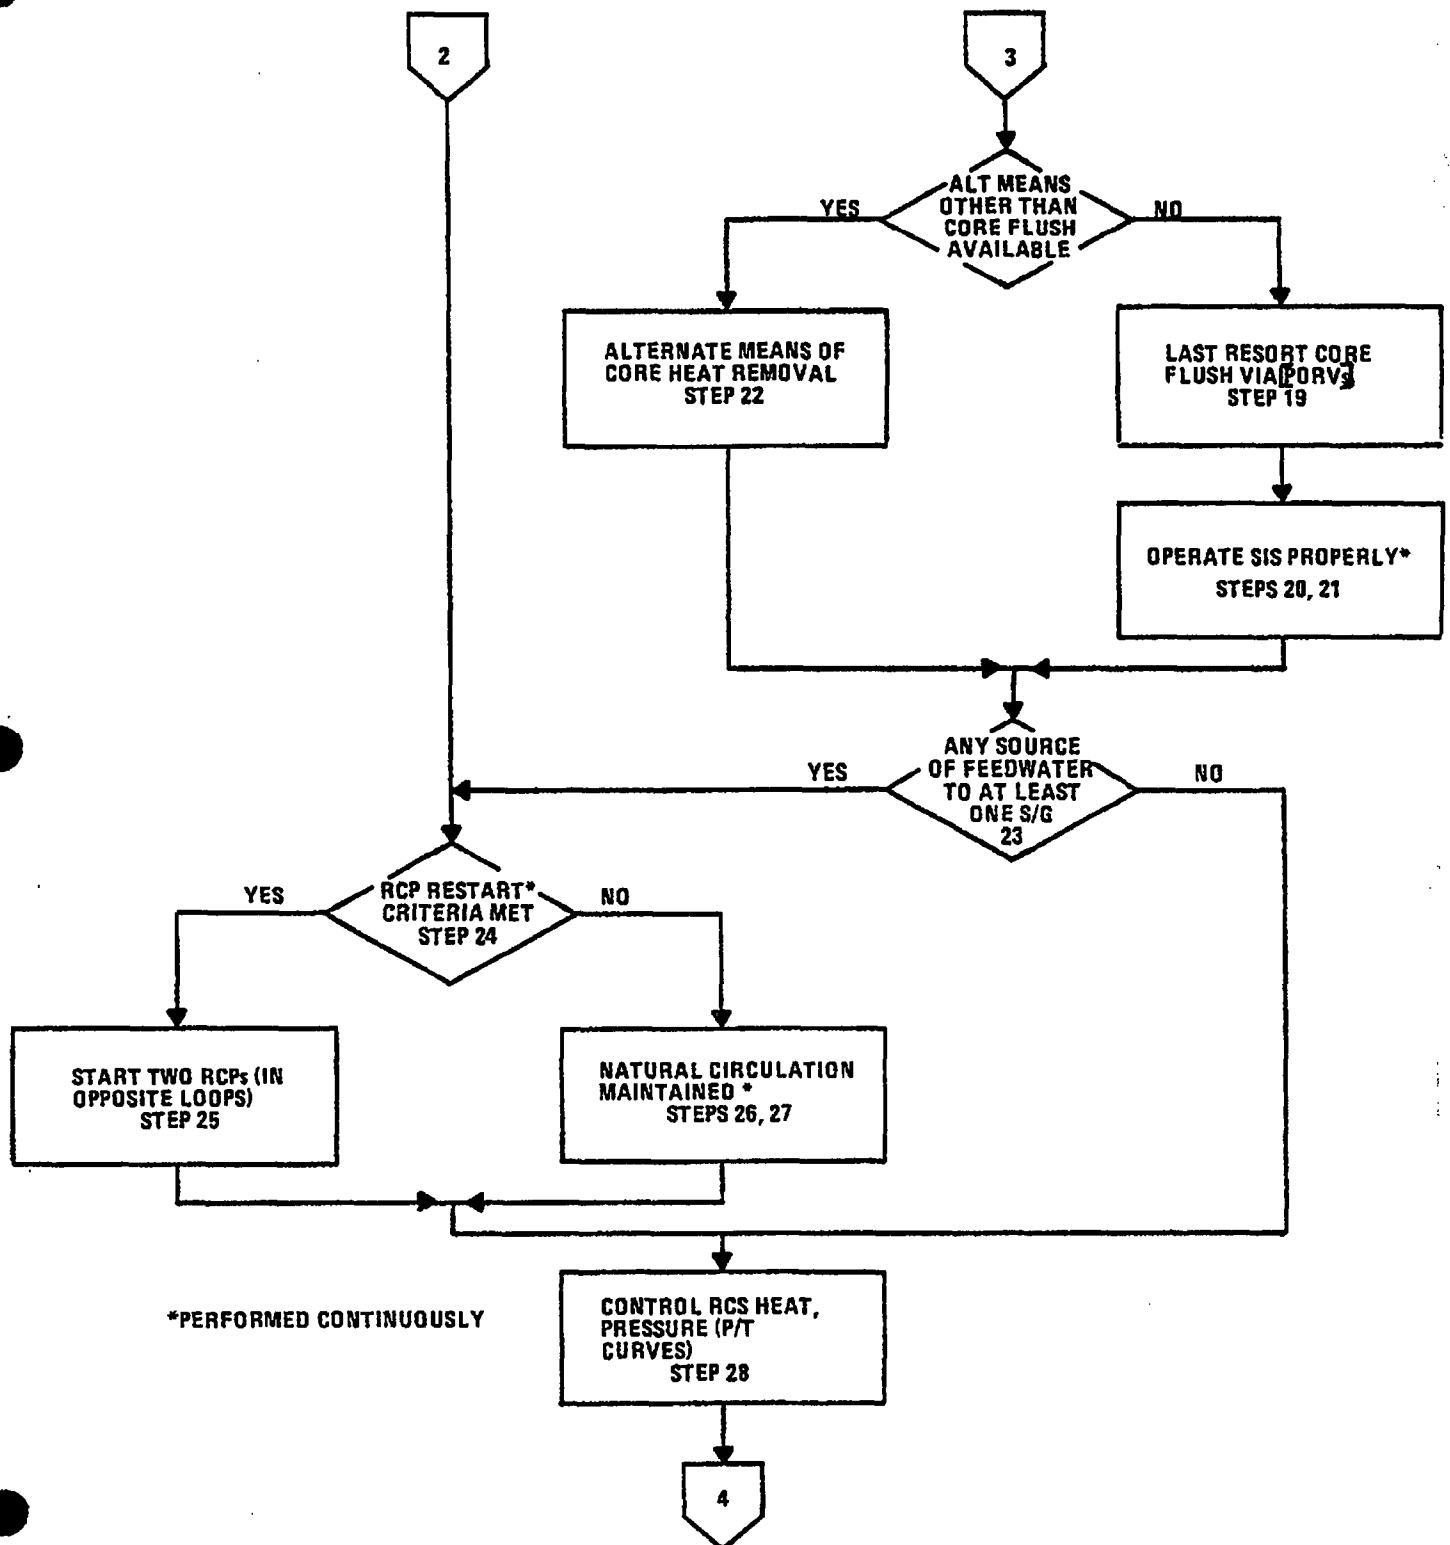 2
3
ALT MEANS
OTHER THAN
CORE FLUSH
AVAILABLE
YES
NO
ALTERNATE MEANS OF
CORE HEAT REMOVAL
STEP 22
LAST RESORT CORE
FLUSH VIA [PORVs]
STEP 19
OPERATE SIS PROPERLY*
STEPS 20, 21
ANY SOURCE
OF FEEDWATER
TO AT LEAST
ONE S/G
23
YES
NO
RCP RESTART*
CRITERIA MET
STEP 24
YES
NO
START TWO RCPs (IN
OPPOSITE LOOPS)
STEP 25
NATURAL CIRCULATION
MAINTAINED *
STEPS 26, 27
*PERFORMED CONTINUOUSLY
CONTROL RCS HEAT,
PRESSURE (P/T
CURVES)
STEP 28
4